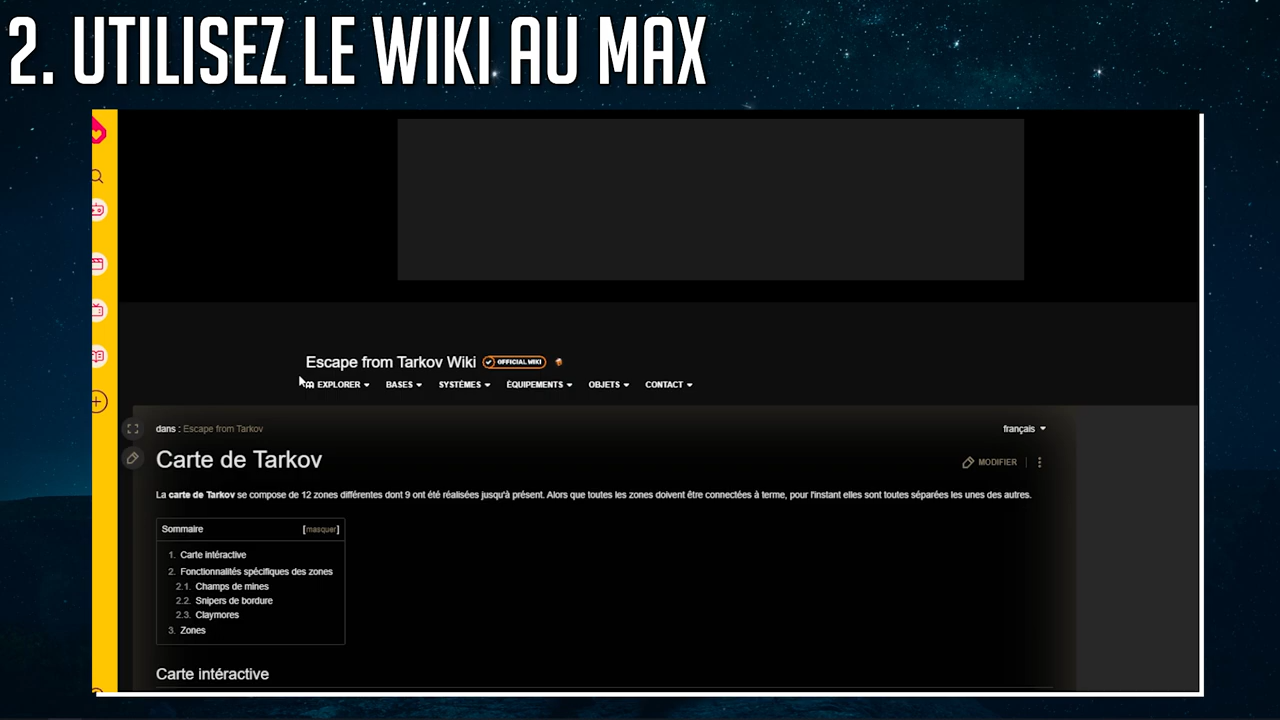 2. UTILISEZ LE WIKI AU MAX
Escape from Tarkov Wiki OFFICIAL WIKI
EXPLORER BASES SYSTÈMES ÉQUIPEMENTS OBJETS CONTACT
dans : Escape from Tarkov français
Carte de Tarkov MODIFIER
La carte de Tarkov se compose de 12 zones différentes dont 9 ont été réalisées jusqu'à présent. Alors que toutes les zones doivent être connectées à terme, pour l'instant elles sont toutes séparées les unes des autres.
Sommaire [masquer]
1. Carte intéractive
2. Fonctionnalités spécifiques des zones
2.1. Champs de mines
2.2. Snipers de bordure
2.3. Claymores
3. Zones
Carte intéractive